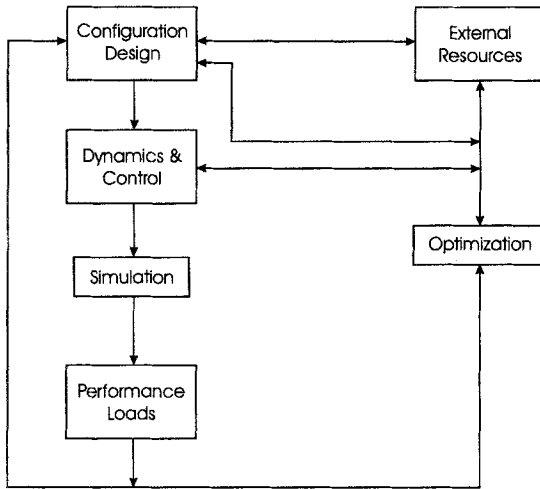 Configuration
Design
External
Resources
Dynamics &
Control
Optimization
Simulation
Performance
Loads